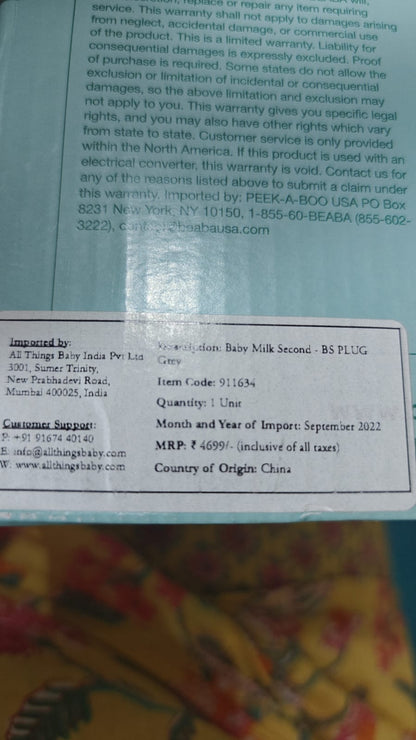 replace or repair any item requiring
service. This warranty shall not apply to damages arising
from neglect, accidental damage, or commercial use
of the product. This is a limited warranty. Liability for
consequential damages is expressly excluded. Proof
of purchase is required. Some states do not allow the
exclusion or limitation of incidental or consequential
damages, so the above limitation and exclusion may
not apply to you. This warranty gives you specific legal
rights, and you may also have other rights which vary
from state to state. Customer service is only provided
within the North America. If this product is used with an
electrical converter, this warranty is void. Contact us for
any of the reasons listed above to submit a claim under
this warranty. Imported by: PEEK-A-BOO USA PO Box
8231 New York, NY 10150, 1-855-60-BEABA (855-602-
3222), @beabausa.com
Imported by:
All Things Baby India Pvt Ltd
3001, Sumer Trinity,
New Prabhadevi Road,
Mumbai 400025, India
Customer Support:
P: +91 91674 40140
E: info@allthingsbaby.com
W: www.allthingsbaby.com
Baby Milk Second - BS PLUG
Grey
Item Code: 911634
Quantity: 1 Unit
Month and Year of Import: September 2022
MRP: ₹ 4699/- (inclusive of all taxes)
Country of Origin: China